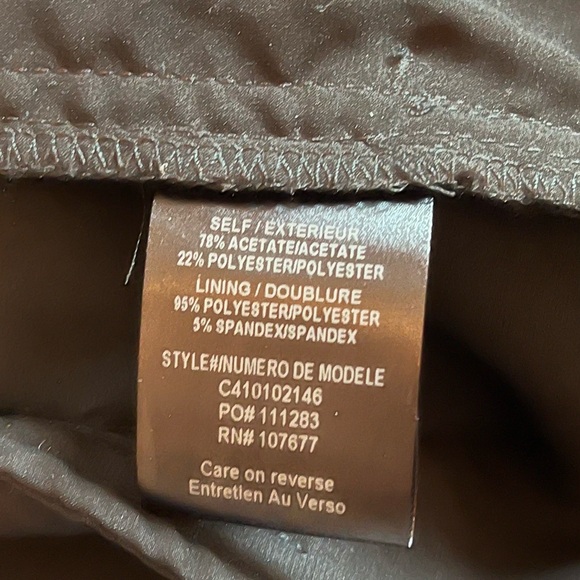 SELF / EXTERIEUR
78% ACETATE/ACETATE
22% POLYESTER/POLYESTER
LINING / DOUBLURE
95% POLYESTER/POLYESTER
5% SPANDEX/SPANDEX
STYLE#/NUMERO DE MODELE
C410102146
PO# 111283
RN# 107677
Care on reverse
Entretien Au Verso